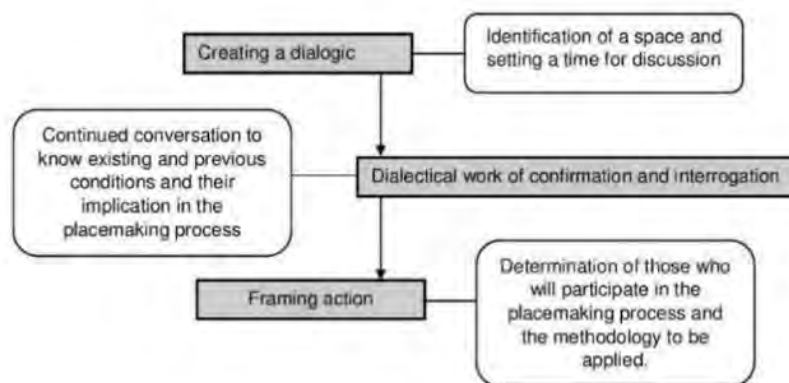 Creating a dialogic
Identification of a space and
setting a time for discussion
Continued conversation to
know existing and previous
conditions and their
implication in the
placemaking process
Dialectical work of confirmation and interrogation
Framing action
Determination of those who
will participate in the
placemaking process and
the methodology to be
applied.